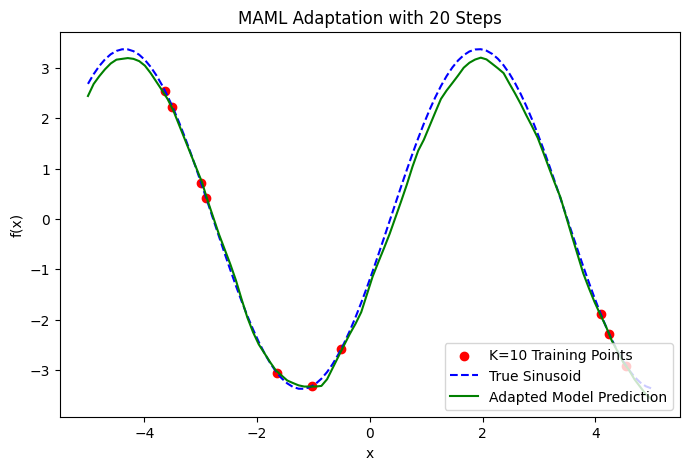 MAML Adaptation with 20 Steps
f(x)
3
2
1
0
−1
−2
−3
−4
−2
0
2
4
x
K=10 Training Points
True Sinusoid
Adapted Model Prediction